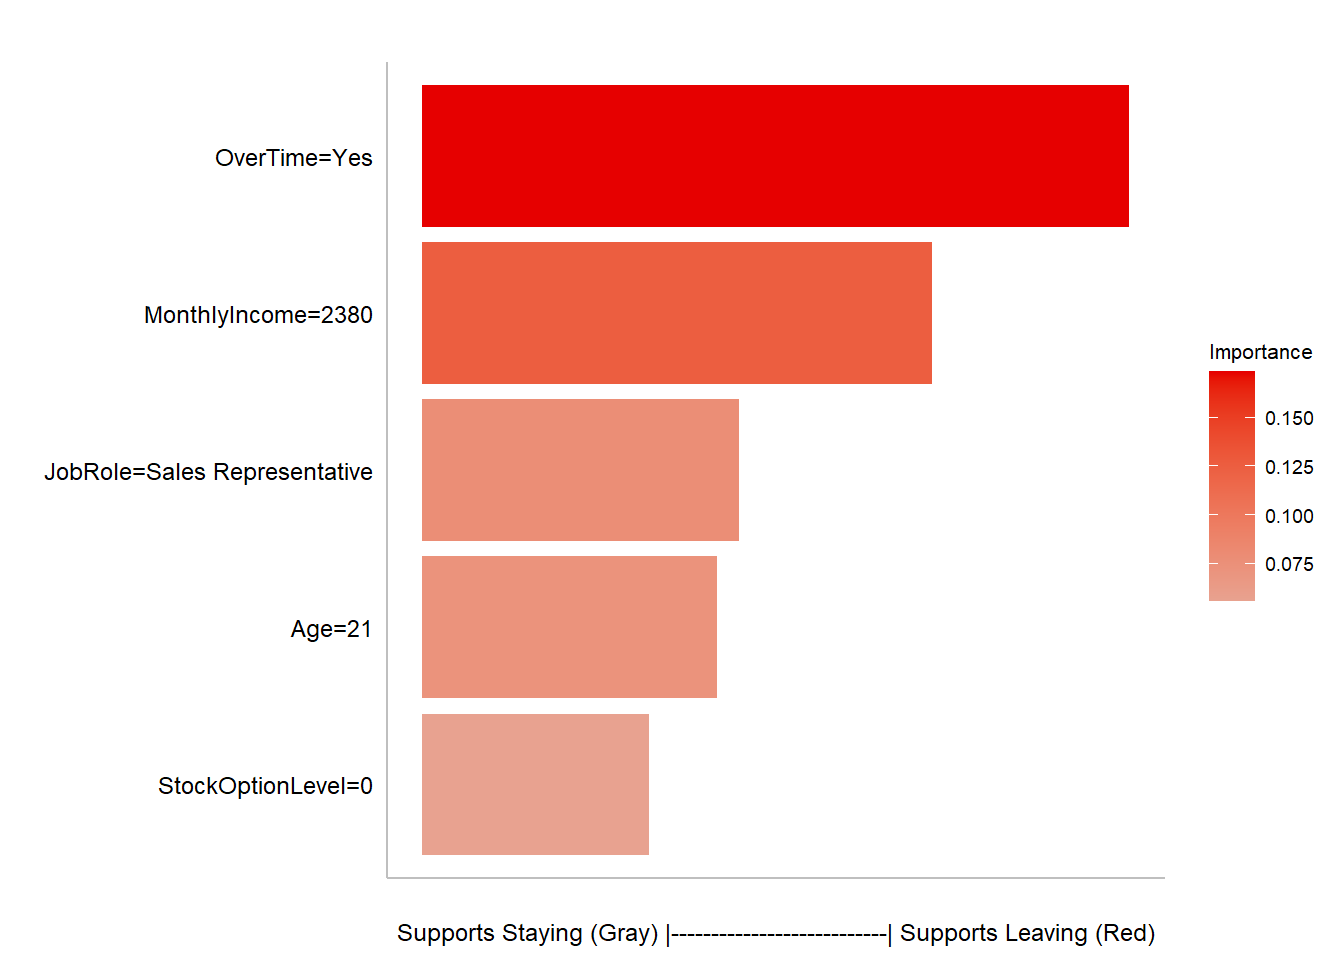 OverTime=Yes
MonthlyIncome=2380
JobRole=Sales Representative
Age=21
StockOptionLevel=0
Importance
0.150
0.125
0.100
0.075
Supports Staying (Gray) |---------------------------| Supports Leaving (Red)